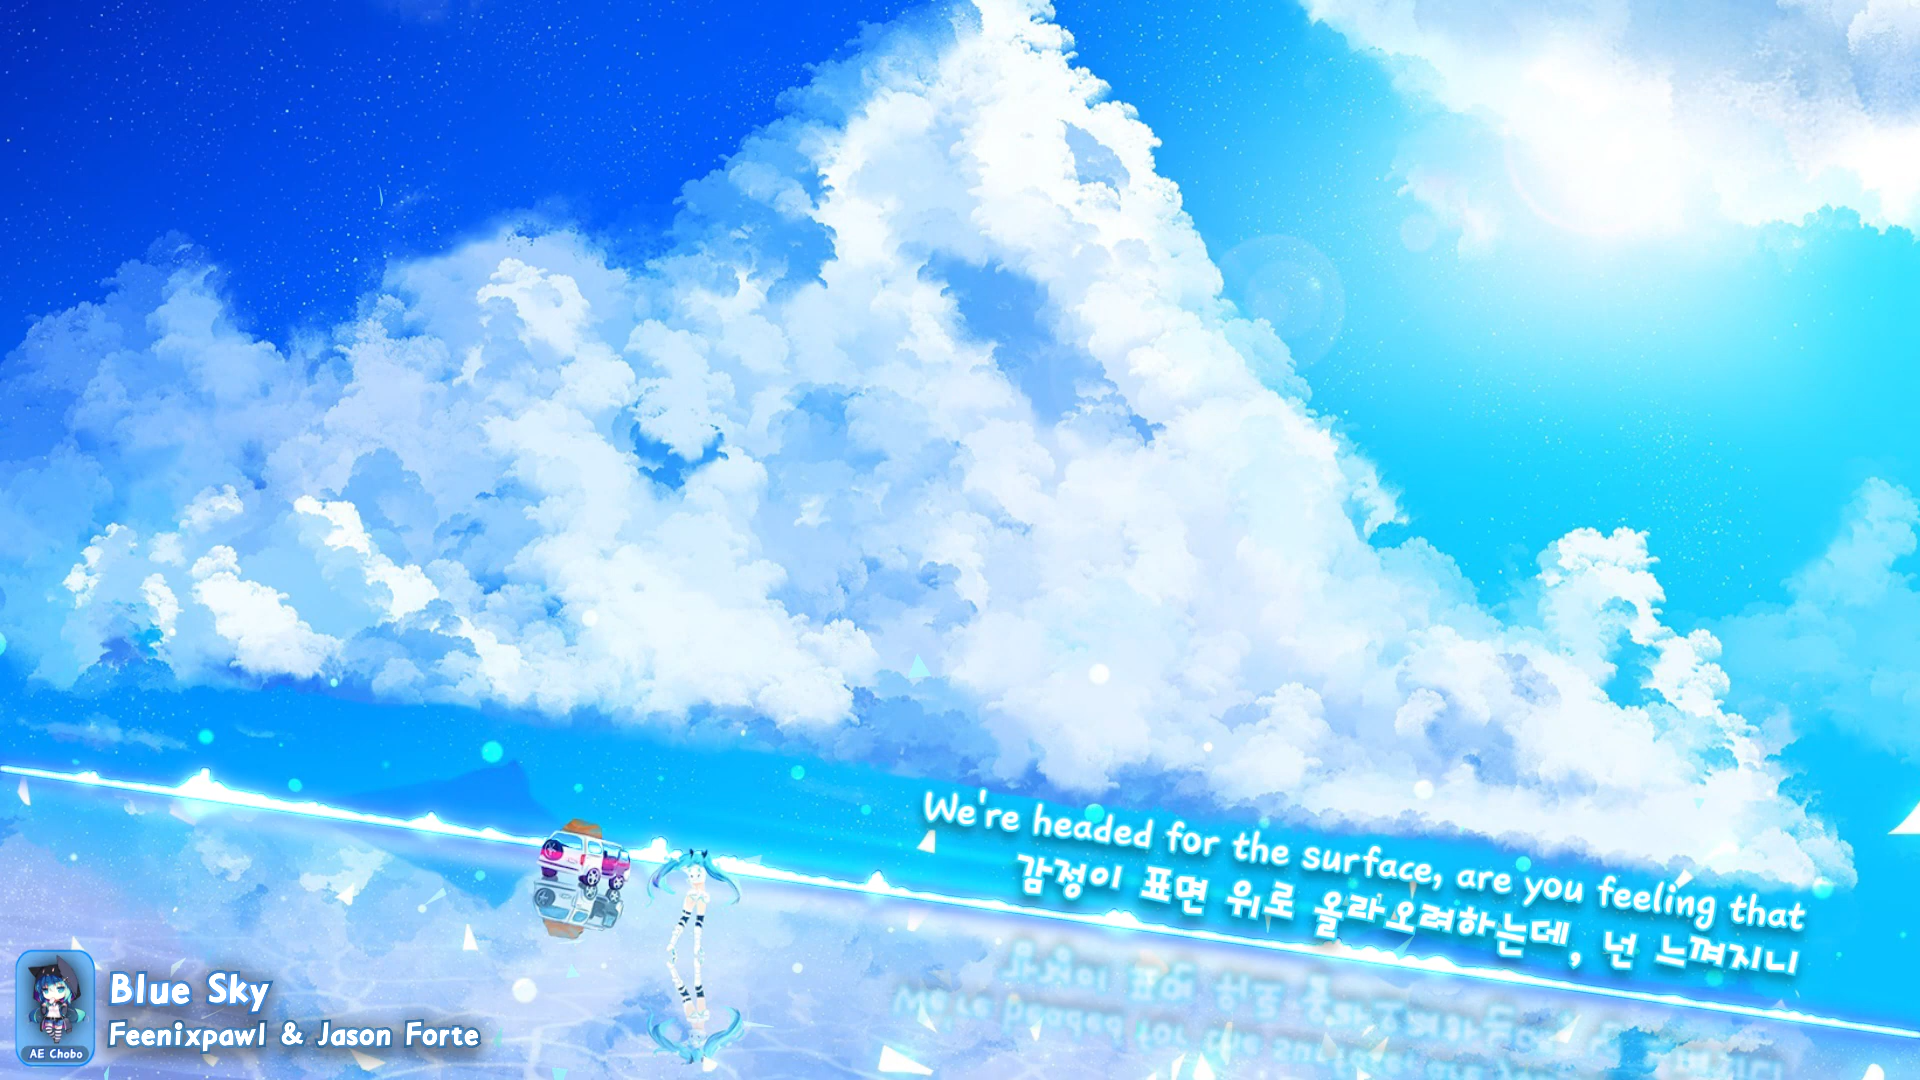 We're headed for the surface, are you feeling that
감정이 표면 위로 올라오려하는데, 넌 느껴지니
Blue Sky
Feenixpawl & Jason Forte
AE Chobo